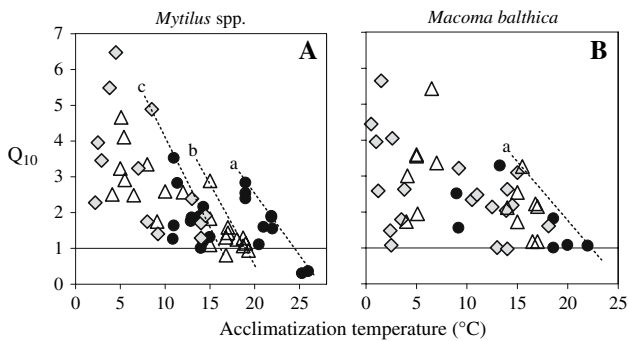 Mytilus spp.
Macoma balthica
A
B
Q10
7
6
5
4
3
2
1
0
c
b
a
a
0 5 10 15 20 25
0 5 10 15 20 25
Acclimatization temperature (°C)